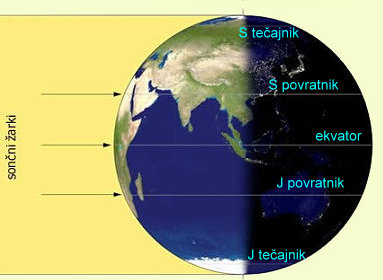 S tečajnik
S povratnik
ekvator
sončni žarki
J povratnik
J tečajnik